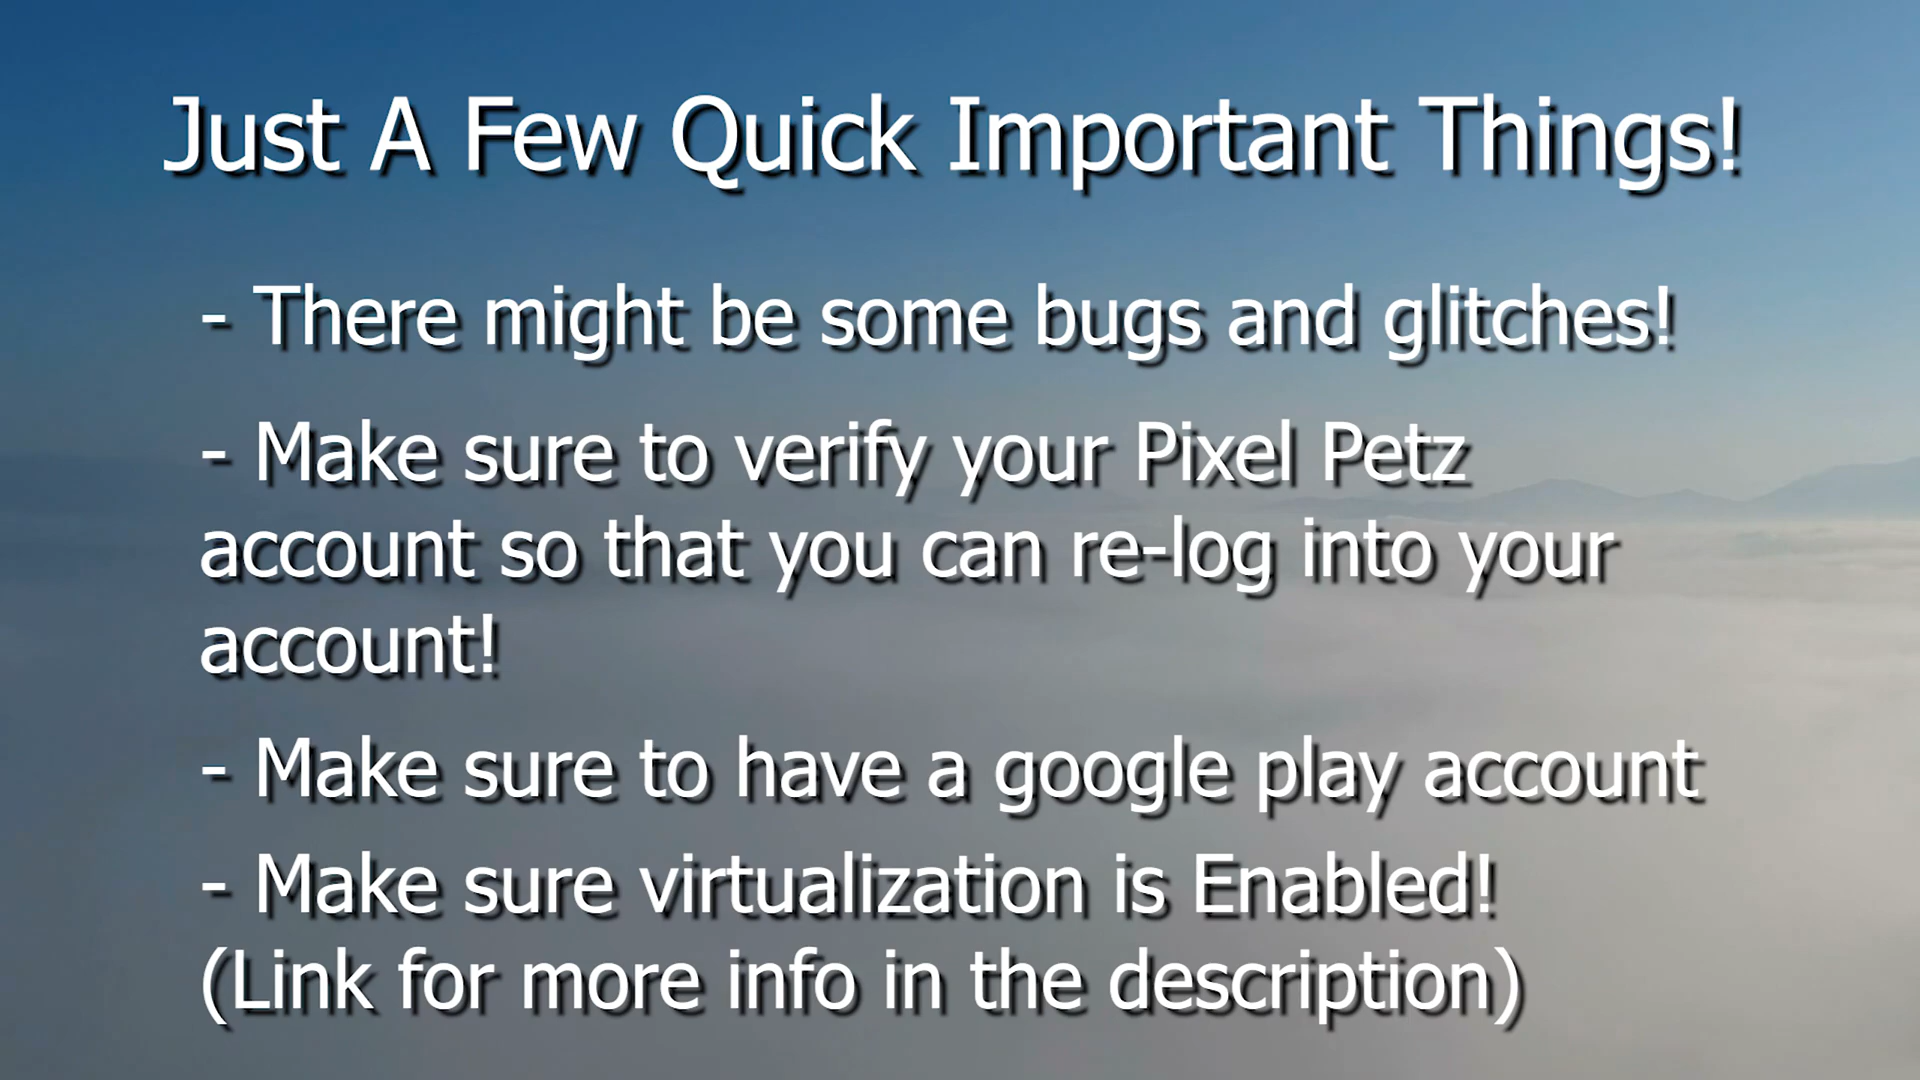 Just A Few Quick Important Things!
- There might be some bugs and glitches!
- Make sure to verify your Pixel Petz
account so that you can re-log into your
account!
- Make sure to have a google play account
- Make sure virtualization is Enabled!
(Link for more info in the description)